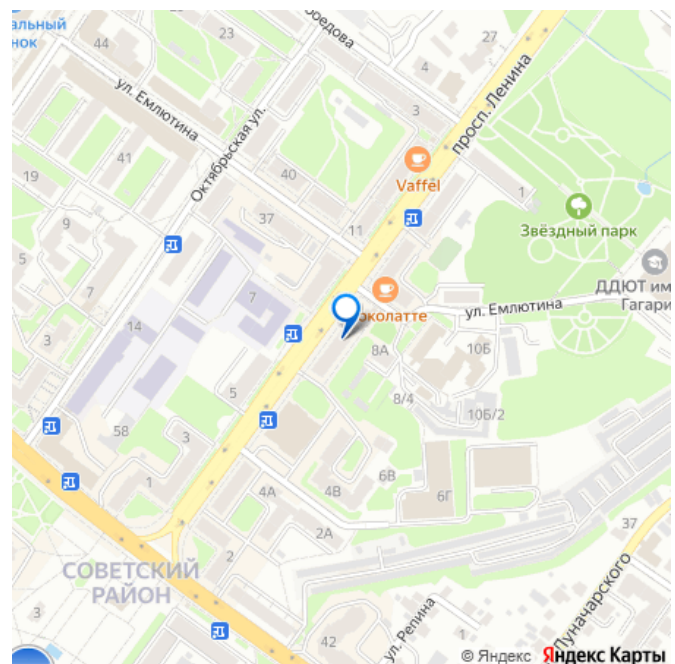 альный
нок
44
23
23
боедова
27
4
3
просп. Ленина
ул. Емлютина
Октябрьская ул.
41
19
40
Vaffel
1
9
37
11
Звёздный парк
5
7
7
ДДЮТ им
Гагари
ул. Емлютина
околатте
3
14
8А
10Б
8/4
10Б/2
5
58
3
1
4А
4В
6В
6Г
2А
2
37
СОВЕТСКИЙ
РАЙОН
3
42
ул. Репина
1
Луначарского
© Яндекс Яндекс Карты